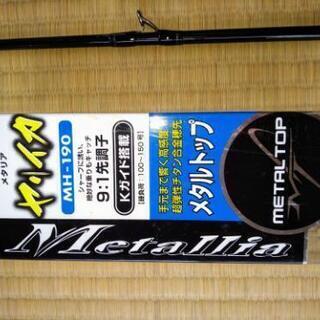 メタリア
ヤリイカ
MH-190
シャープに誘い、
絶妙な乗りもキャッチ
9:1先調子
Kガイド搭載
[錘負荷:100~150号]
手元まで響く高感度
超弾性チタン合金穂先
メタルトップ
METAL TOP
Metallia